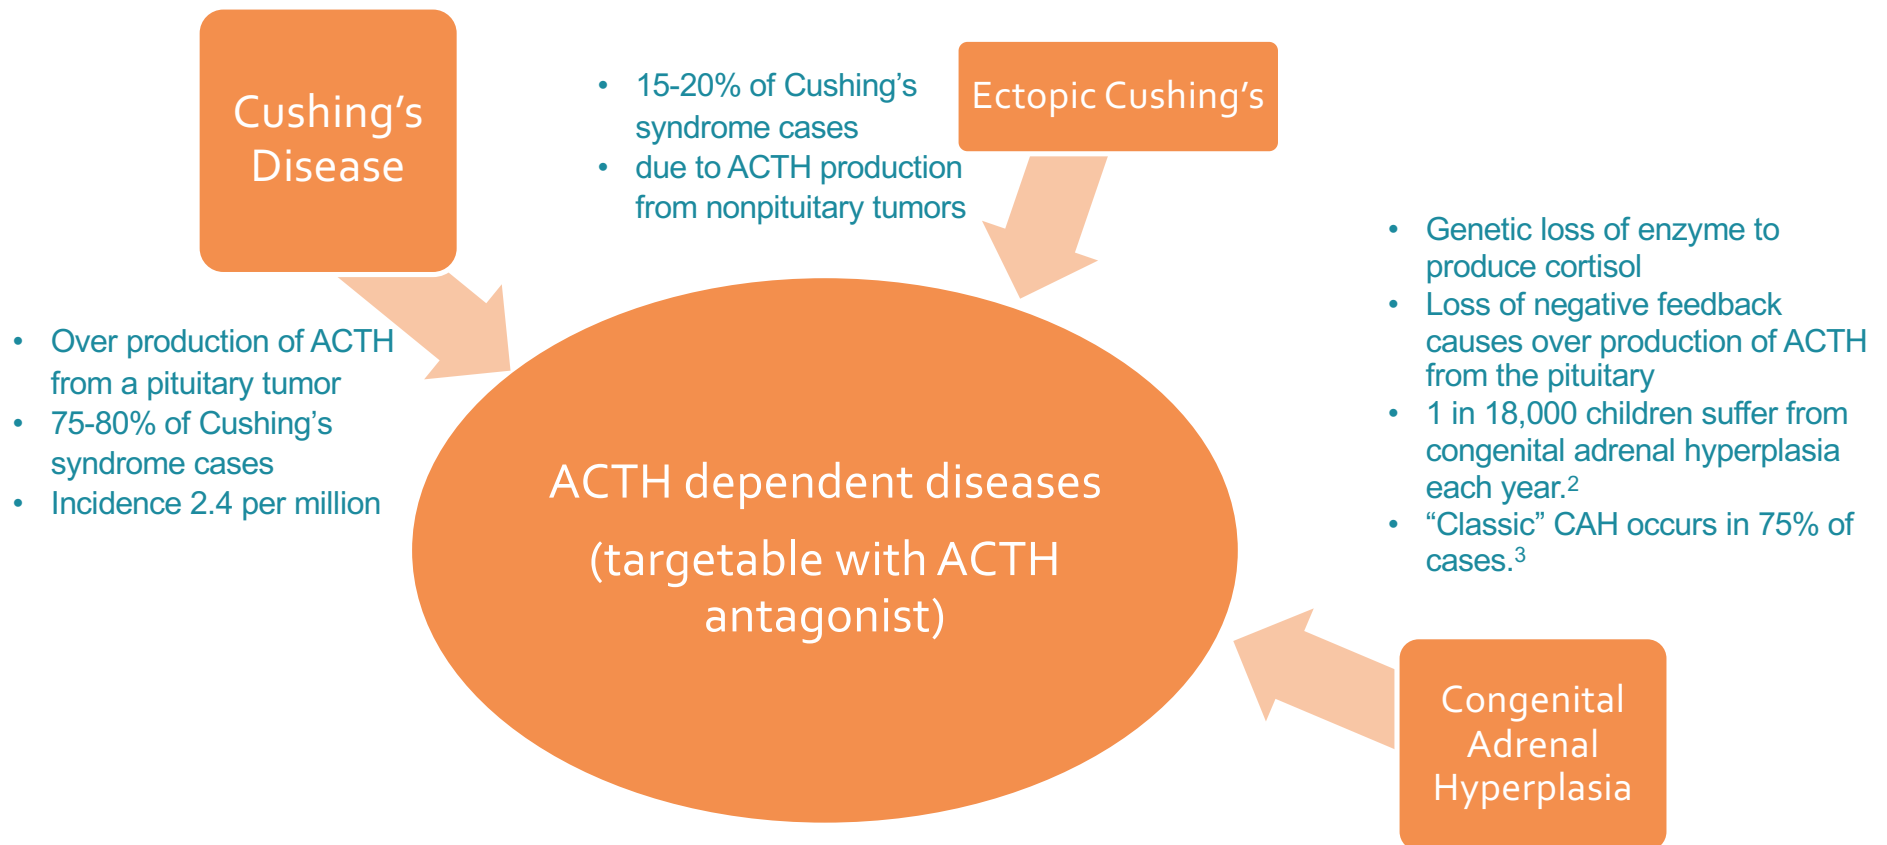 Cushing’s
Disease
• Over production of ACTH
from a pituitary tumor
• 75-80% of Cushing’s
syndrome cases
• Incidence 2.4 per million
• 15-20% of Cushing’s
syndrome cases
• due to ACTH production
from nonpituitary tumors
Ectopic Cushing’s
ACTH dependent diseases
(targetable with ACTH
antagonist)
• Genetic loss of enzyme to
produce cortisol
• Loss of negative feedback
causes over production of ACTH
from the pituitary
• 1 in 18,000 children suffer from
congenital adrenal hyperplasia
each year.²
• “Classic” CAH occurs in 75% of
cases.³
Congenital
Adrenal
Hyperplasia